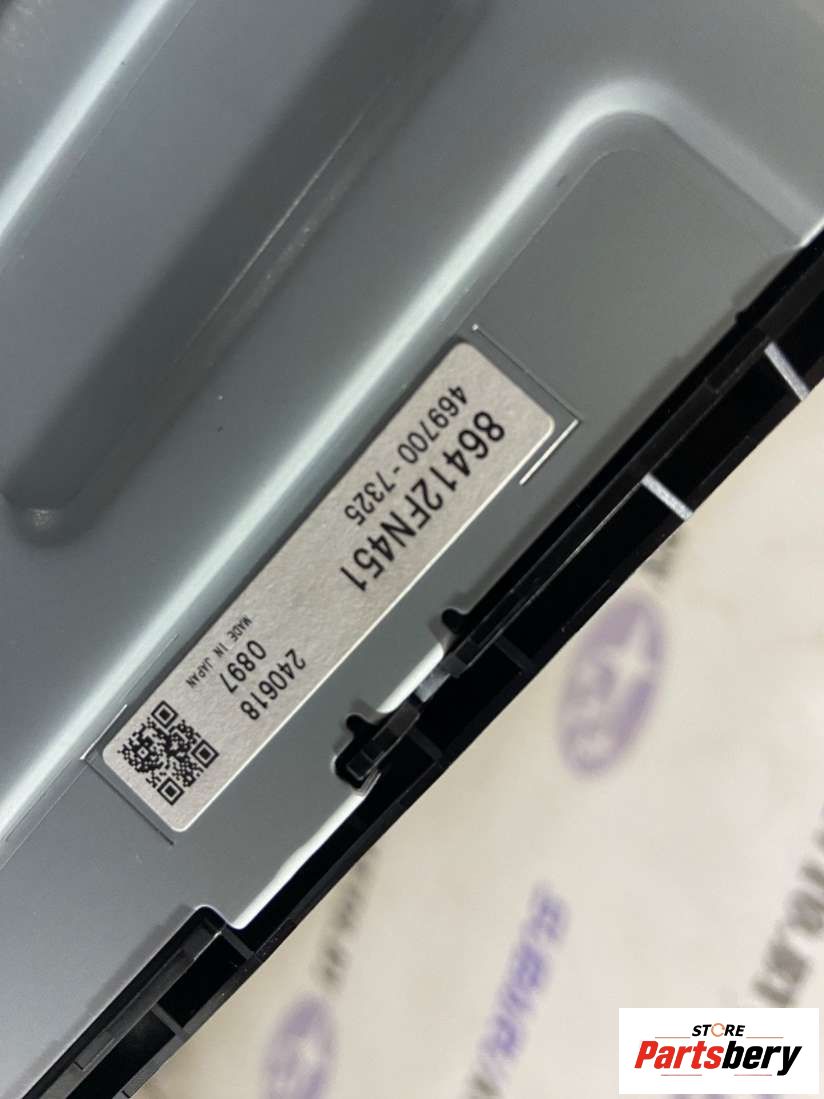 86412FN451
469700-7325
240618
0897
MADE IN JAPAN
STORE
Partsbery